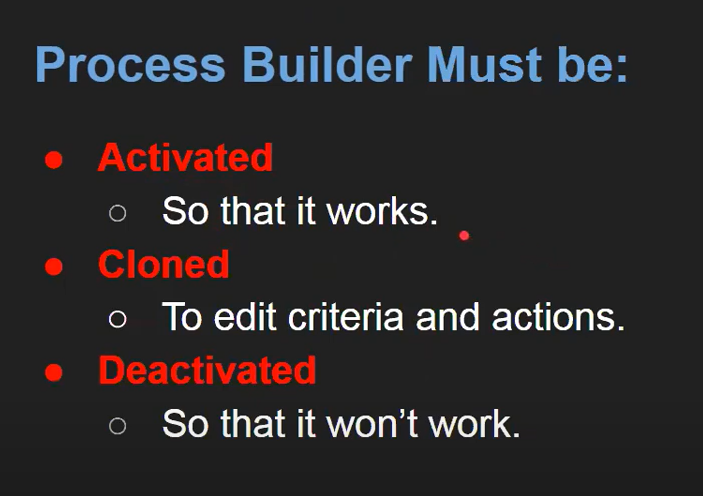 Process Builder Must be:
● Activated
○ So that it works.
● Cloned
○ To edit criteria and actions.
● Deactivated
○ So that it won’t work.